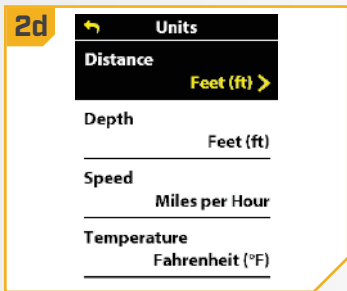 2d
Units
Distance
Feet (ft) >
Depth
Feet (ft)
Speed
Miles per Hour
Temperature
Fahrenheit (°F)